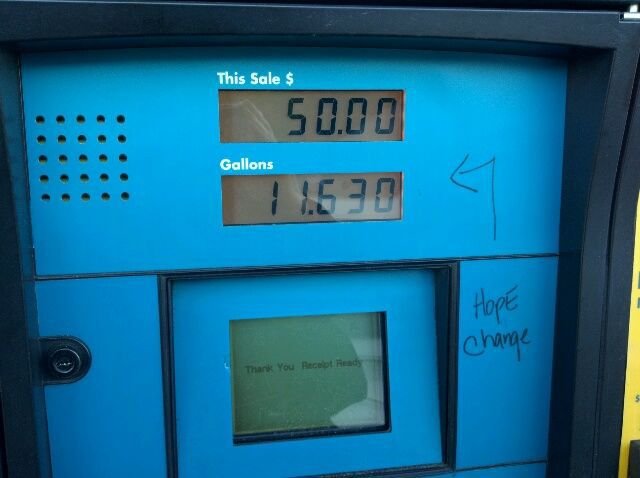 This Sale $
50.00
Gallons
11.630
HOPE
Change
Thank You Receipt Ready